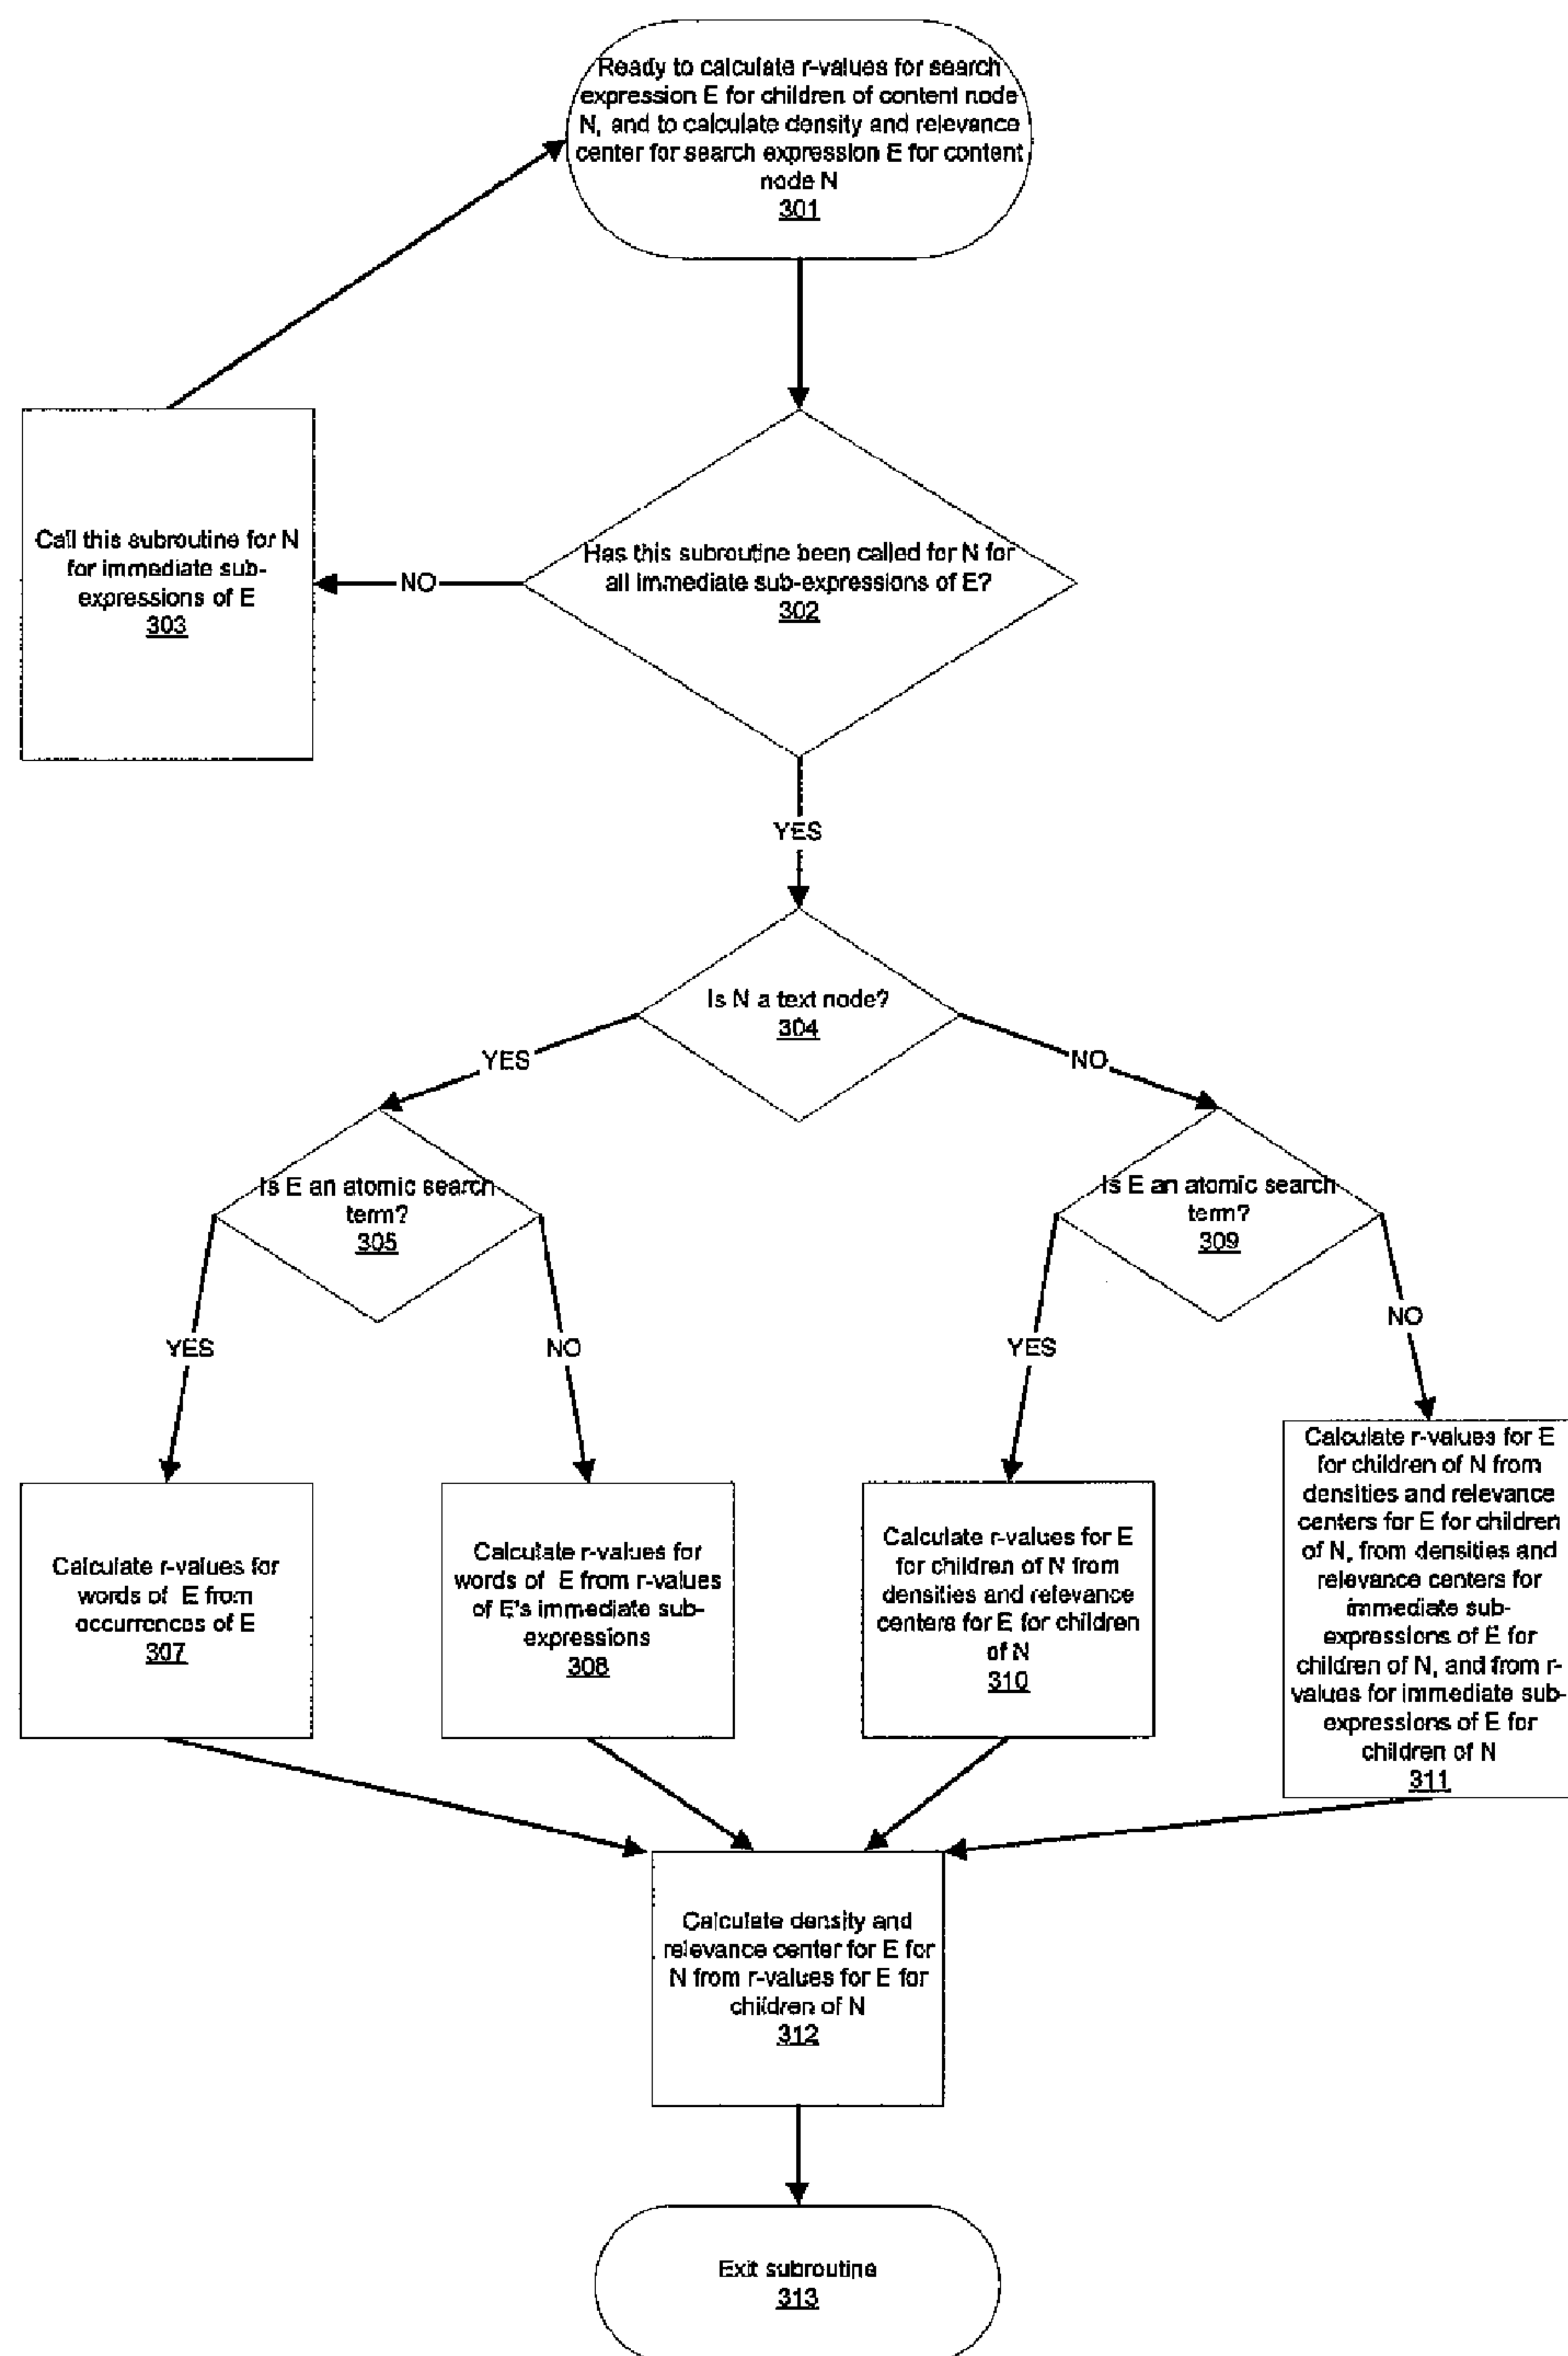 Ready to calculate r-values for search
expression E for children of content node
N, and to calculate density and relevance
center for search expression E for content
node N
301
Call this subroutine for N
for immediate sub-
expressions of E
303
NO
Has this subroutine been called for N for
all immediate sub-expressions of E?
302
YES
Is N a text node?
304
YES
NO
Is E an atomic search
term?
305
Is E an atomic search
term?
309
YES
NO
YES
NO
Calculate r-values for
words of E from
occurrences of E
307
Calculate r-values for
words of E from r-values
of E's immediate sub-
expressions
308
Calculate r-values for E
for children of N from
densities and relevance
centers for E for children
of N
310
Calculate r-values for E
for children of N from
densities and relevance
centers for E for children
of N, from densities and
relevance centers for
immediate sub-
expressions of E for
children of N, and from r-
values for immediate sub-
expressions of E for
children of N
311
Calculate density and
relevance center for E for
N from r-values for E for
children of N
312
Exit subroutine
313